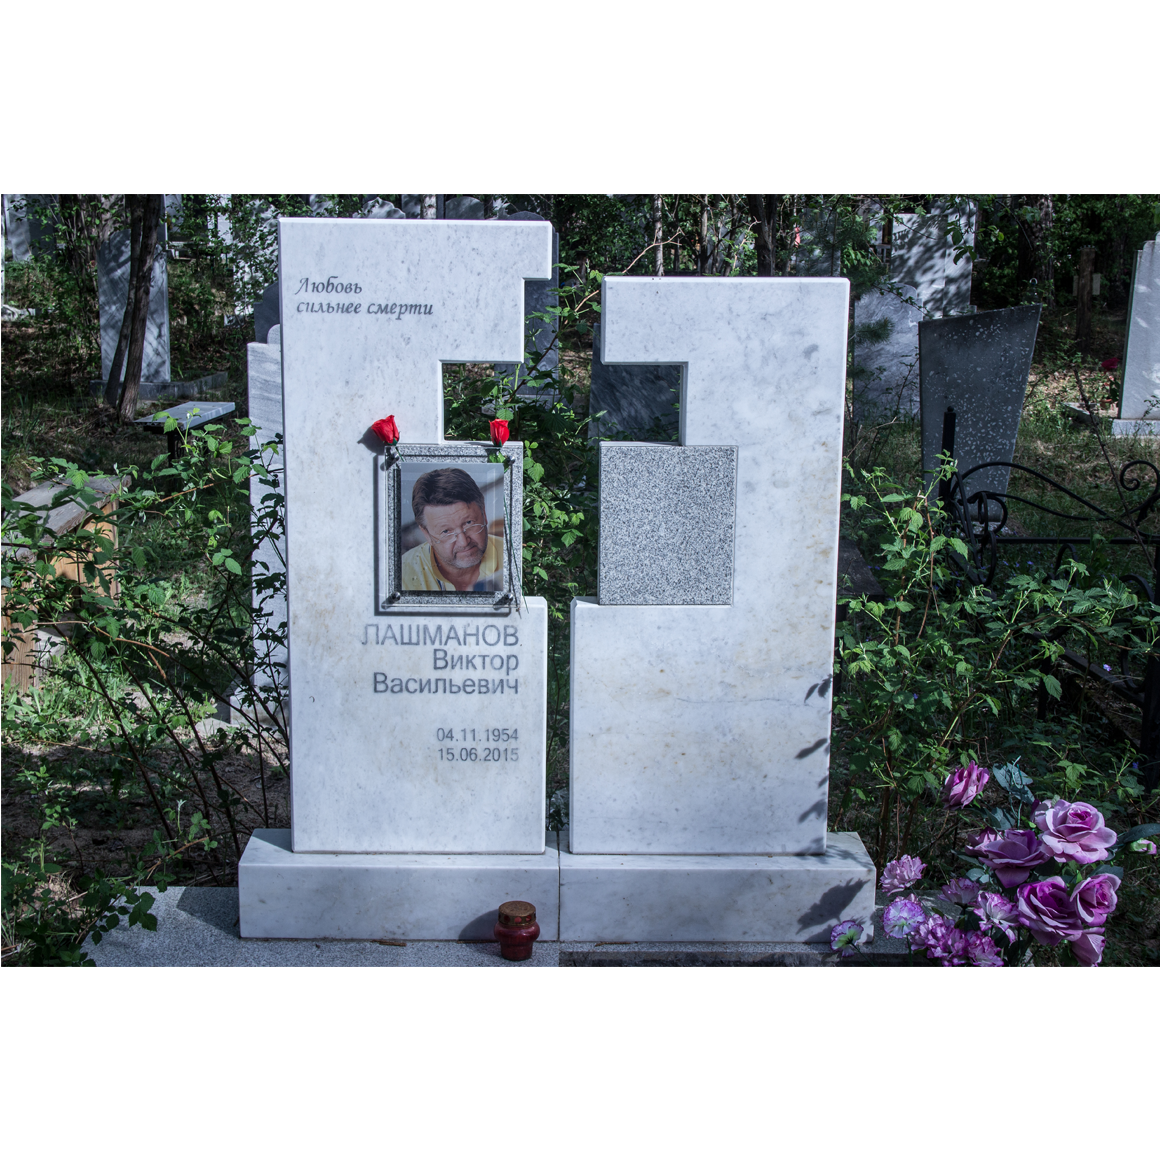 Любовь
сильнее смерти
ЛАШМАНОВ
Виктор
Васильевич
04.11.1954
15.06.2015